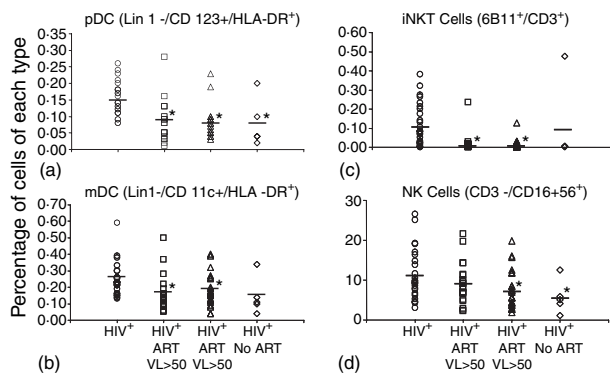 pDC (Lin 1 -/CD 123+/HLA-DR+)
0·35
0·30
0·25
0·20
0·15
0·10
0·05
0·00
*
*
*
(a)
iNKT Cells (6B11+/CD3+)
0·50
0·40
0·30
0·20
0·10
0·00
*
*
(c)
Percentage of cells of each type
mDC (Lin1-/CD 11c+/HLA -DR+)
0·70
0·60
0·50
0·40
0·30
0·20
0·10
0·00
*
*
HIV+
HIV+
ART
VL>50
HIV+
ART
VL>50
HIV+
No ART
(b)
NK Cells (CD3 -/CD16+56+)
30
20
10
0
*
*
HIV+
HIV+
ART
VL>50
HIV+
ART
VL>50
HIV+
No ART
(d)